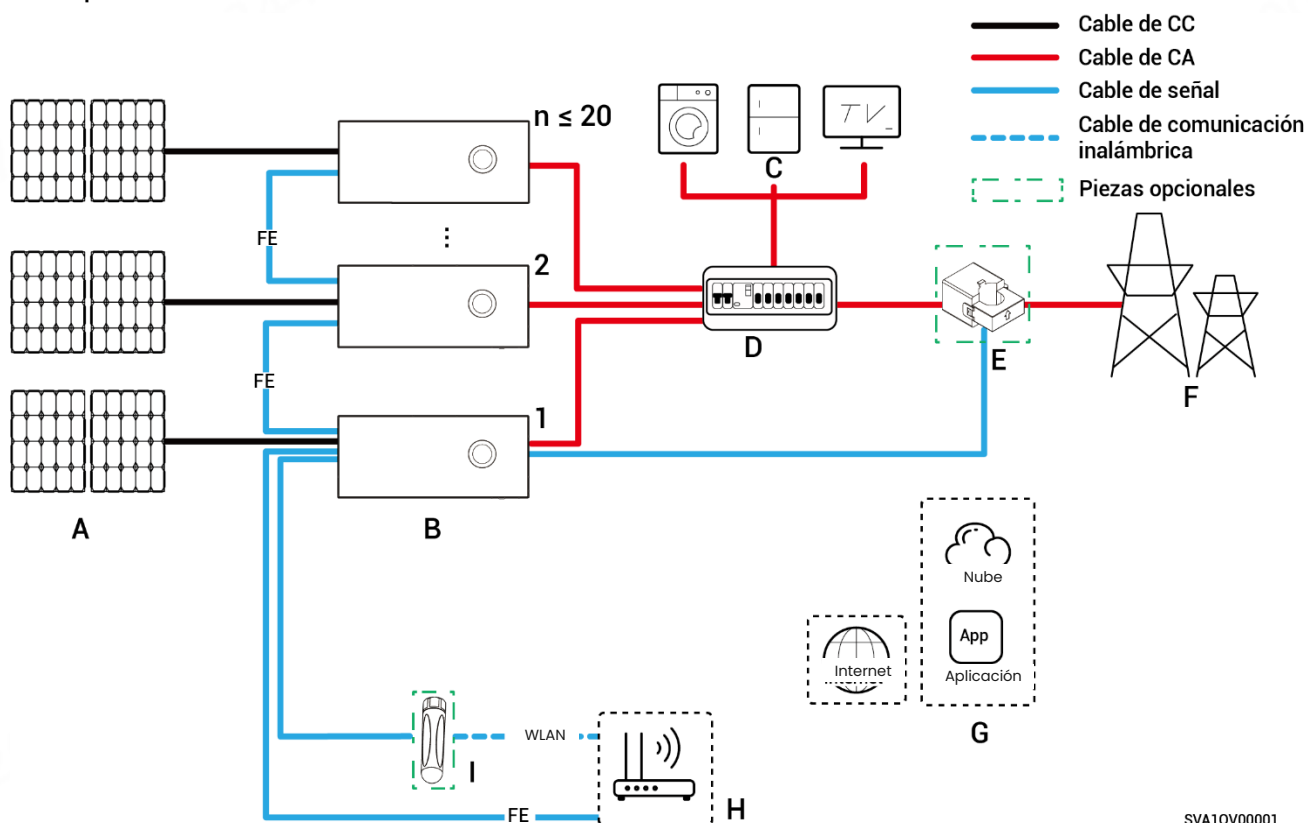 Cable de CC
Cable de CA
Cable de señal
Cable de comunicación
inalámbrica
Piezas opcionales
n ≤ 20
TV
C
FE
2
D
E
F
FE
1
A
B
Nube
App
Aplicación
Internet
G
WLAN
I
H
FE
SVA1OV00001